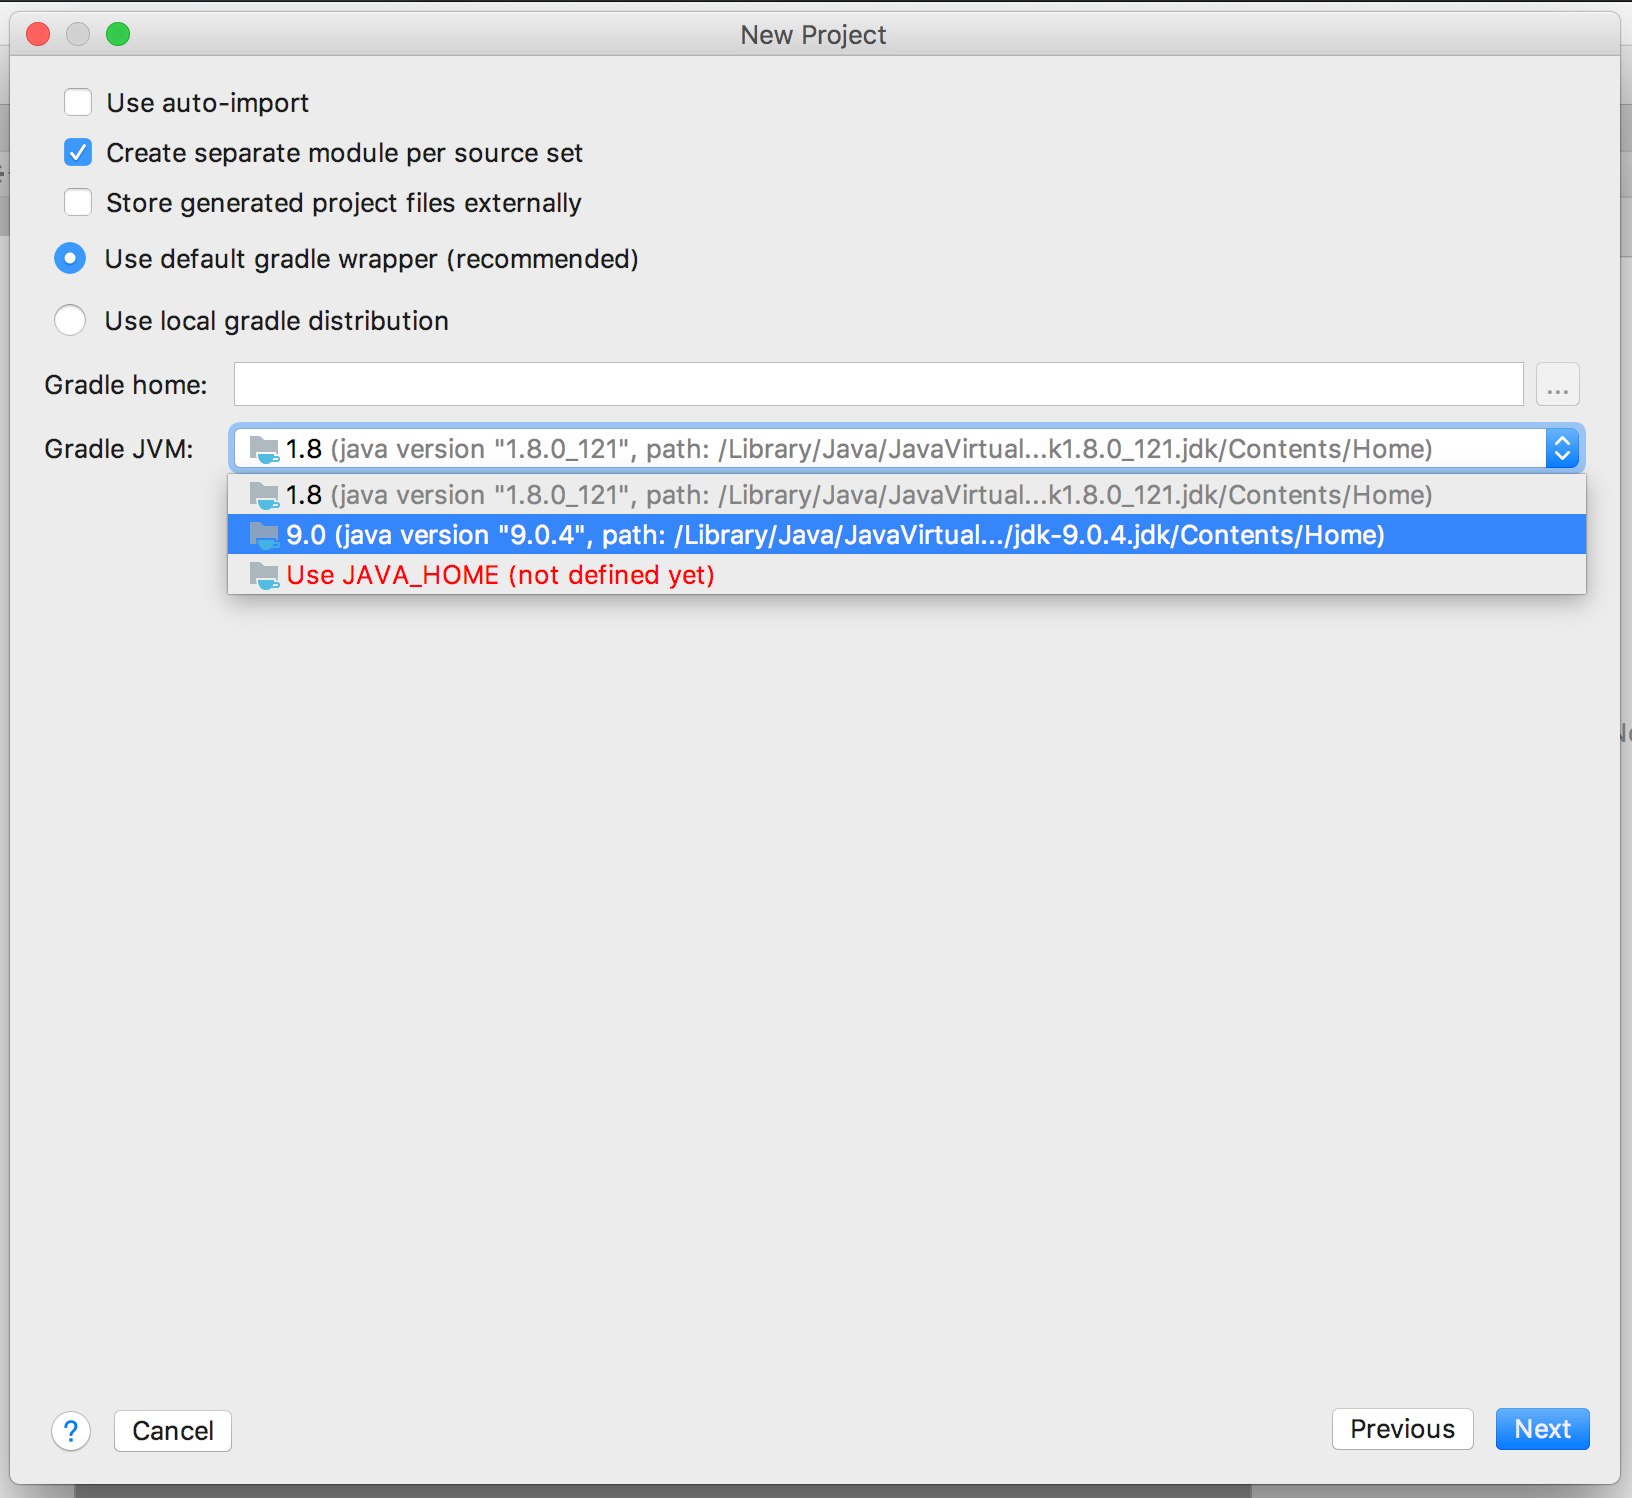 New Project
Use auto-import
Create separate module per source set
Store generated project files externally
Use default gradle wrapper (recommended)
Use local gradle distribution
Gradle home:
...
Gradle JVM: 1.8 (java version "1.8.0_121", path: /Library/Java/JavaVirtual...k1.8.0_121.jdk/Contents/Home)
1.8 (java version "1.8.0_121", path: /Library/Java/JavaVirtual...k1.8.0_121.jdk/Contents/Home)
9.0 (java version "9.0.4", path: /Library/Java/JavaVirtual.../jdk-9.0.4.jdk/Contents/Home)
Use JAVA_HOME (not defined yet)
? Cancel Previous Next